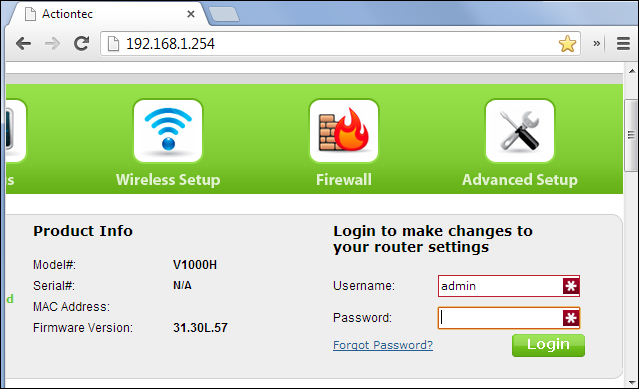 Actiontec
192.168.1.254
s
Wireless Setup
Firewall
Advanced Setup
Product Info
Model#: V1000H
Serial#: N/A
MAC Address:
Firmware Version: 31.30L.57
d
Login to make changes to
your router settings
Username: admin
Password:
Forgot Password?
Login